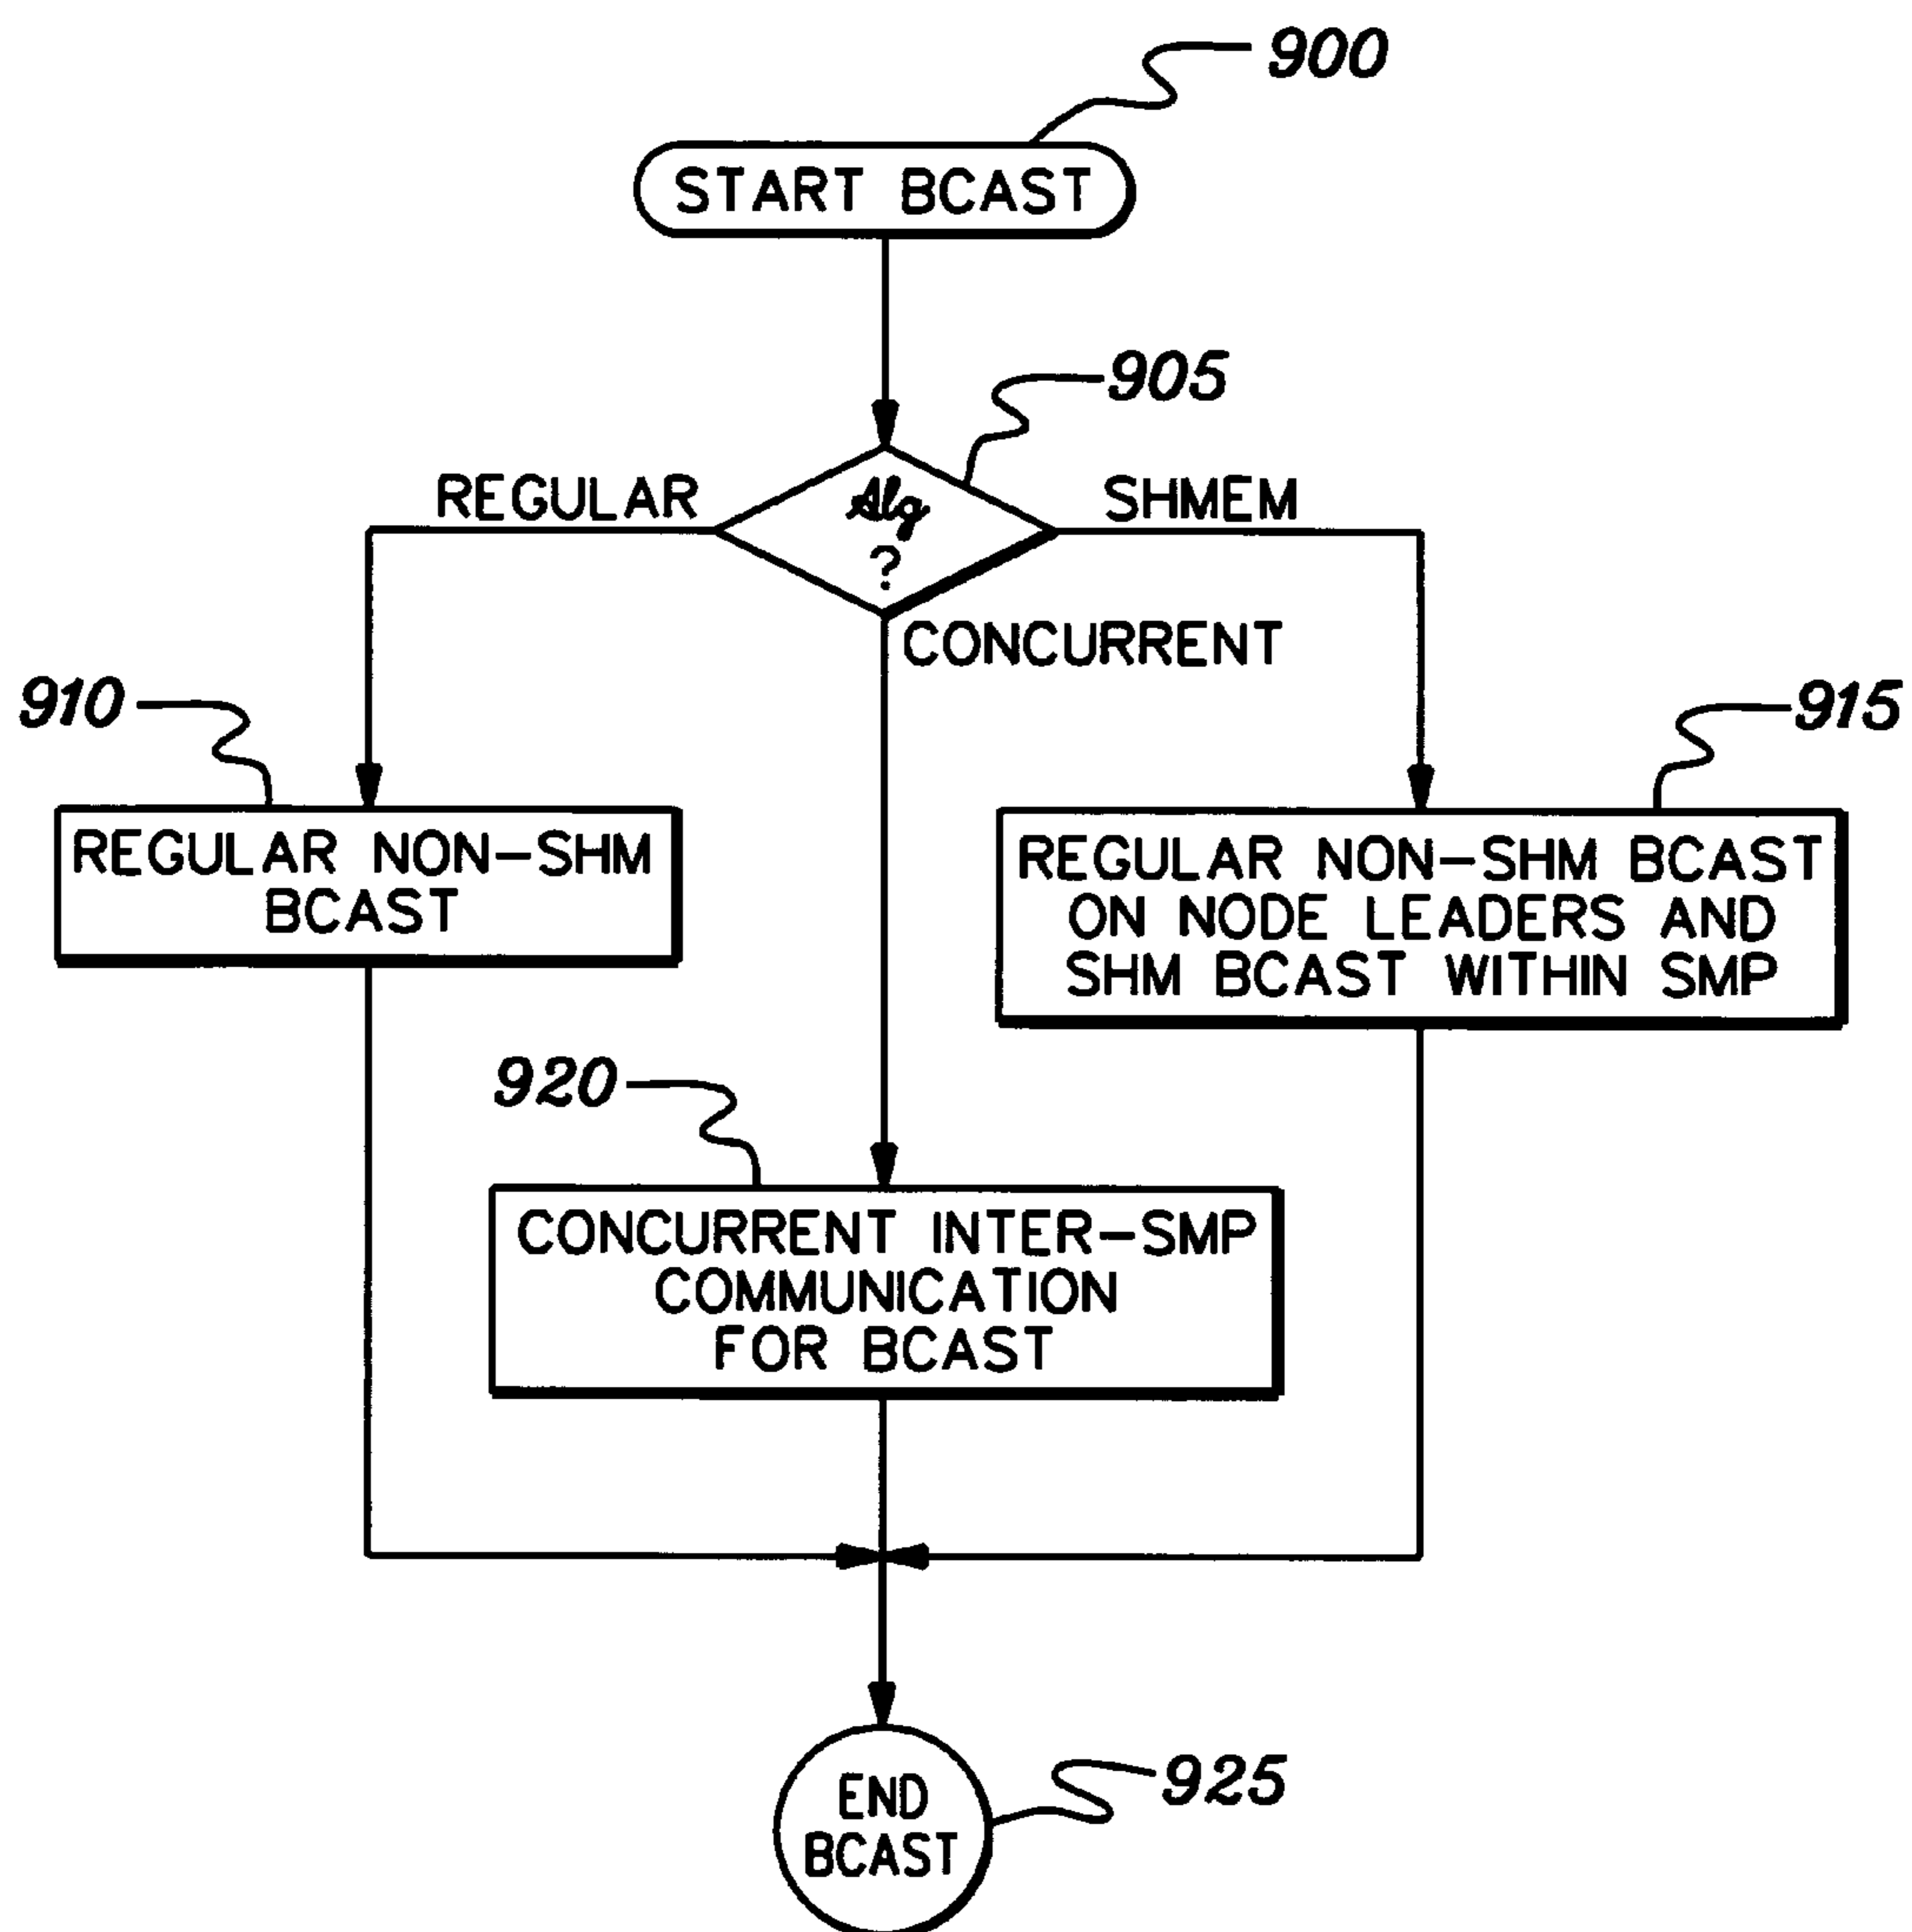 900
START BCAST
905
REGULAR
Alg
?
SHMEM
CONCURRENT
910
915
REGULAR NON-SHM
BCAST
REGULAR NON-SHM BCAST
ON NODE LEADERS AND
SHM BCAST WITHIN SMP
920
CONCURRENT INTER-SMP
COMMUNICATION
FOR BCAST
END
BCAST
925